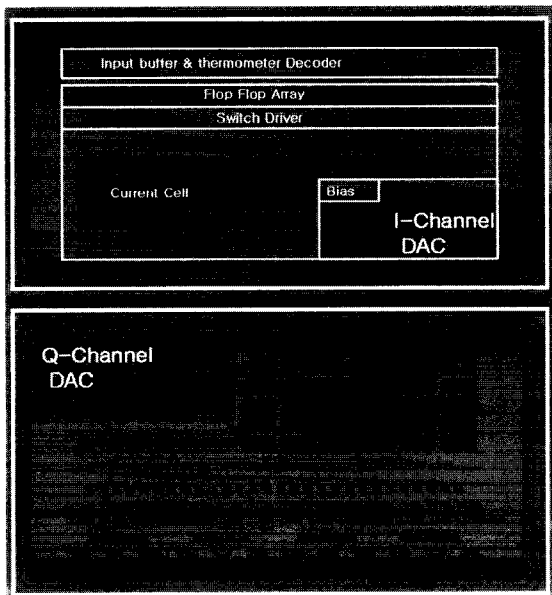 Input buffer & thermometer Decoder
Flop Flop Array
Switch Driver
Current Cell
Bias
I-Channel
DAC
Q-Channel
DAC